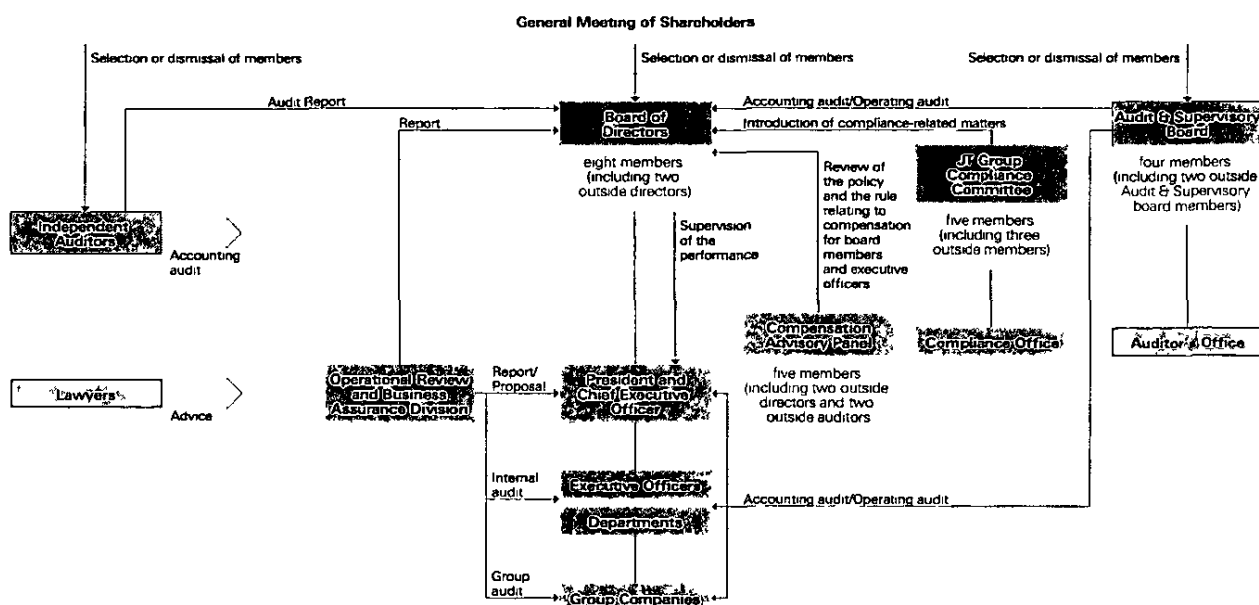 General Meeting of Shareholders
Selection or dismissal of members
Selection or dismissal of members
Selection or dismissal of members
Audit Report
Report
Board of
Directors
eight members
(including two
outside directors)
Accounting audit/Operating audit
Introduction of compliance-related matters
Audit & Supervisory
Board
four members
(including two outside
Audit & Supervisory
board members)
JT Group
Compliance
Committee
five members
(including three
outside members)
Review of
the policy
and the rule
relating to
compensation
for board
members
and executive
officers
Supervision
of the
performance
Independent
Auditors
Accounting
audit
Compensation
Advisory Panel
five members
(including two outside
directors and two
outside auditors
Compliance Office
Auditor's Office
Lawyers
Advice
Operational Review
and Business
Assurance Division
Report/
Proposal
President and
Chief Executive
Officer
Internal
audit
Executive Officers
Departments
Accounting audit/Operating audit
Group
audit
Group Companies